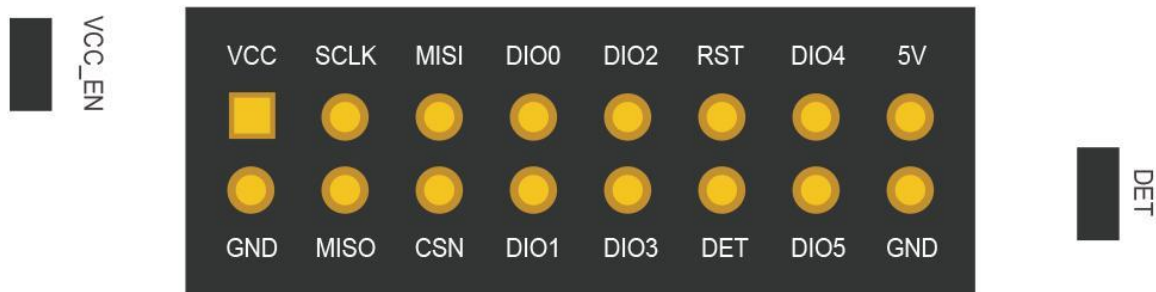 VCC_EN
VCC SCLK MISI DIO0 DIO2 RST DIO4 5V
GND MISO CSN DIO1 DIO3 DET DIO5 GND
DET